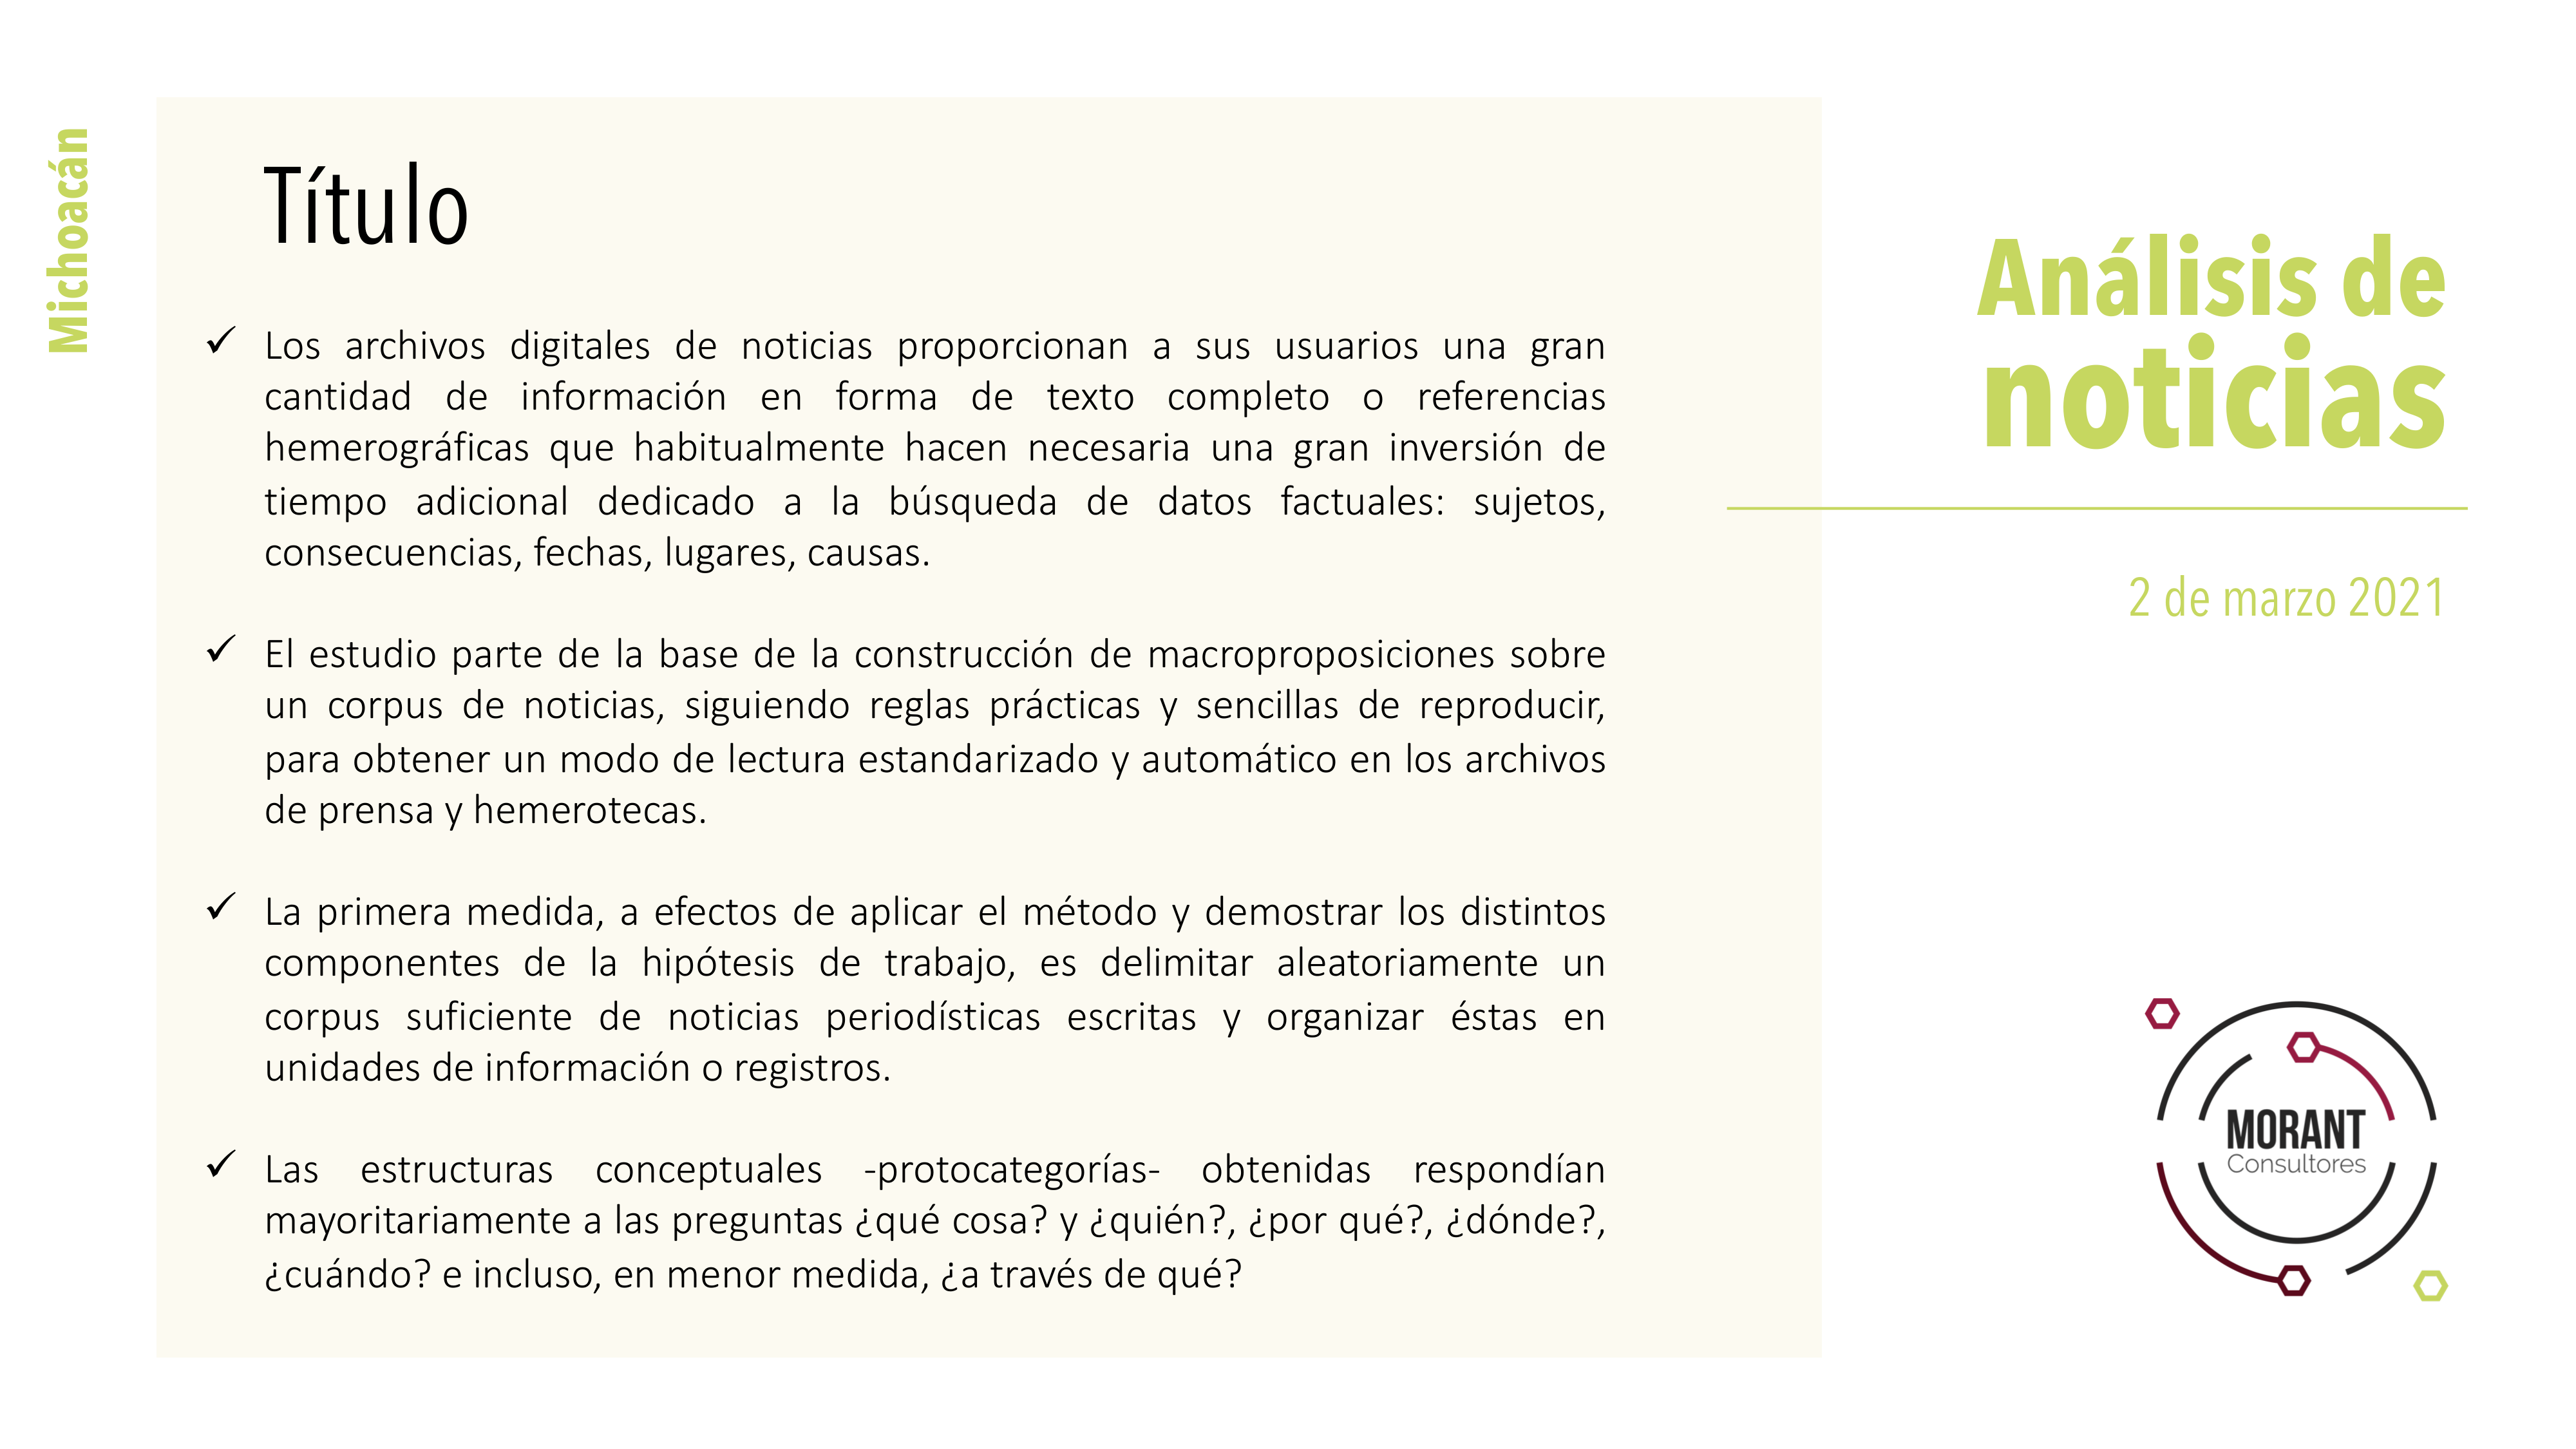 Michoacán
Título
✓ Los archivos digitales de noticias proporcionan a sus usuarios una gran
cantidad de información en forma de texto completo o referencias
hemerográficas que habitualmente hacen necesaria una gran inversión de
tiempo adicional dedicado a la búsqueda de datos factuales: sujetos,
consecuencias, fechas, lugares, causas.
✓ El estudio parte de la base de la construcción de macroproposiciones sobre
un corpus de noticias, siguiendo reglas prácticas y sencillas de reproducir,
para obtener un modo de lectura estandarizado y automático en los archivos
de prensa y hemerotecas.
✓ La primera medida, a efectos de aplicar el método y demostrar los distintos
componentes de la hipótesis de trabajo, es delimitar aleatoriamente un
corpus suficiente de noticias periodísticas escritas y organizar éstas en
unidades de información o registros.
✓ Las estructuras conceptuales -protocategorías- obtenidas respondían
mayoritariamente a las preguntas ¿qué cosa? y ¿quién?, ¿por qué?, ¿dónde?,
¿cuándo? e incluso, en menor medida, ¿a través de qué?
Análisis de
noticias
2 de marzo 2021
MORANT
Consultores